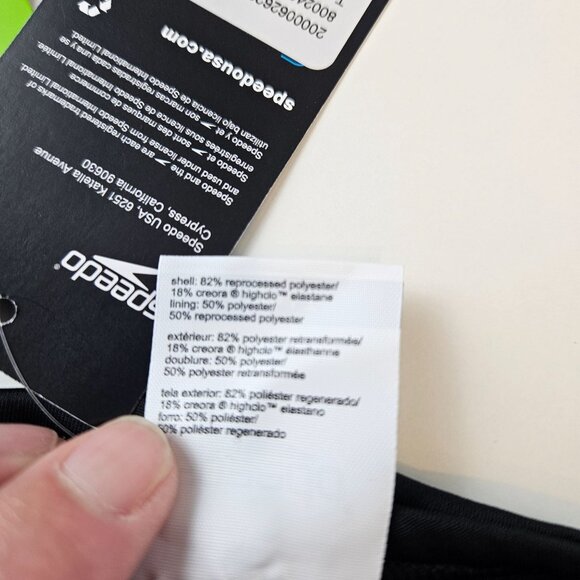 shell: 82% reprocessed polyester/
18% creora ® highclo™ elastane
lining: 50% polyester/
50% reprocessed polyester
extérieur: 82% polyester retransformés/
18% creora ® highclo™ élasthanne
doublure: 50% polyester/
50% polyester retransformés
tela exterior: 82% poliéster regenerado/
18% creora ® highclo™ elastano
forro: 50% poliéster/
50% poliéster regenerado
speedo
Speedo USA, 6251 Katella Avenue
Cypress, California 90630
Speedo and the are each registered trademarks of
and used under license from Speedo International Limited.
Speedo et sont des marques de commerce
enregistrées sous licence de Speedo International Limitée.
Speedo y et son marcas registradas cada una y se
utilizan bajo licencia de Speedo International Limited.
speedousa.com